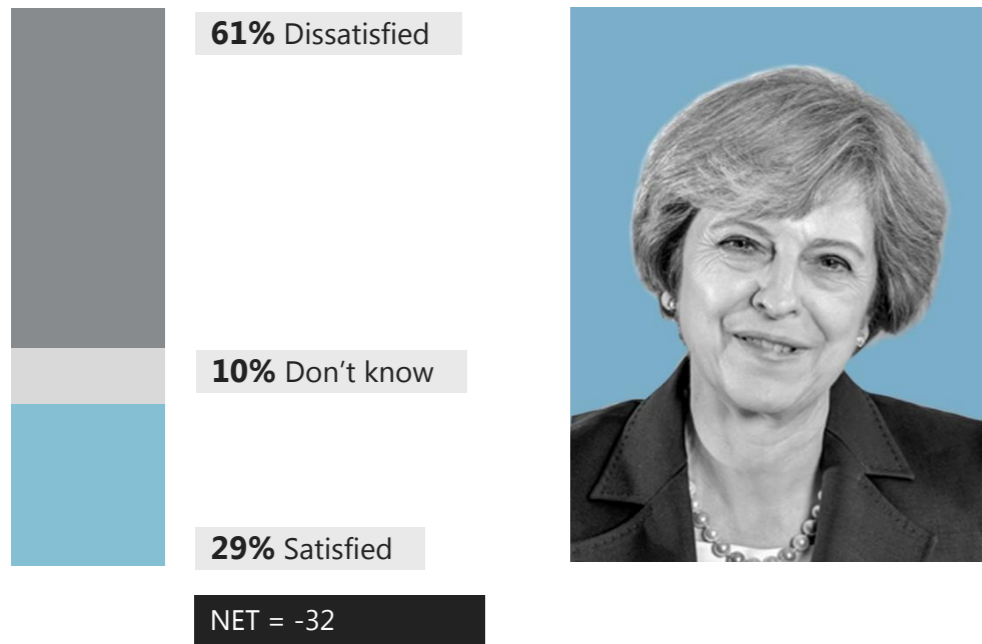 61% Dissatisfied
10% Don’t know
29% Satisfied
NET = -32